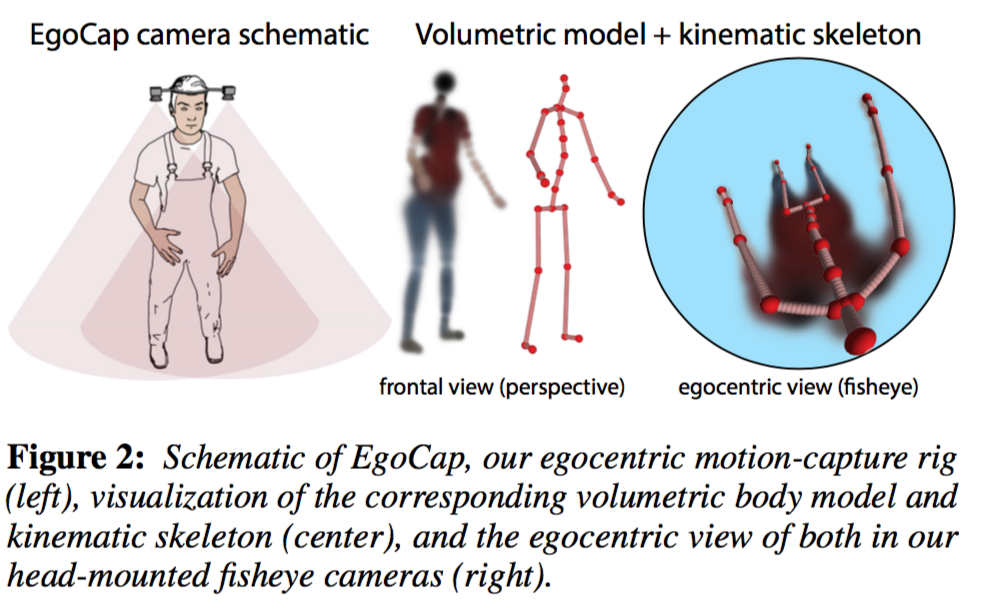 EgoCap camera schematic
Volumetric model + kinematic skeleton
frontal view (perspective)
egocentric view (fisheye)
Figure 2: Schematic of EgoCap, our egocentric motion-capture rig
(left), visualization of the corresponding volumetric body model and
kinematic skeleton (center), and the egocentric view of both in our
head-mounted fisheye cameras (right).